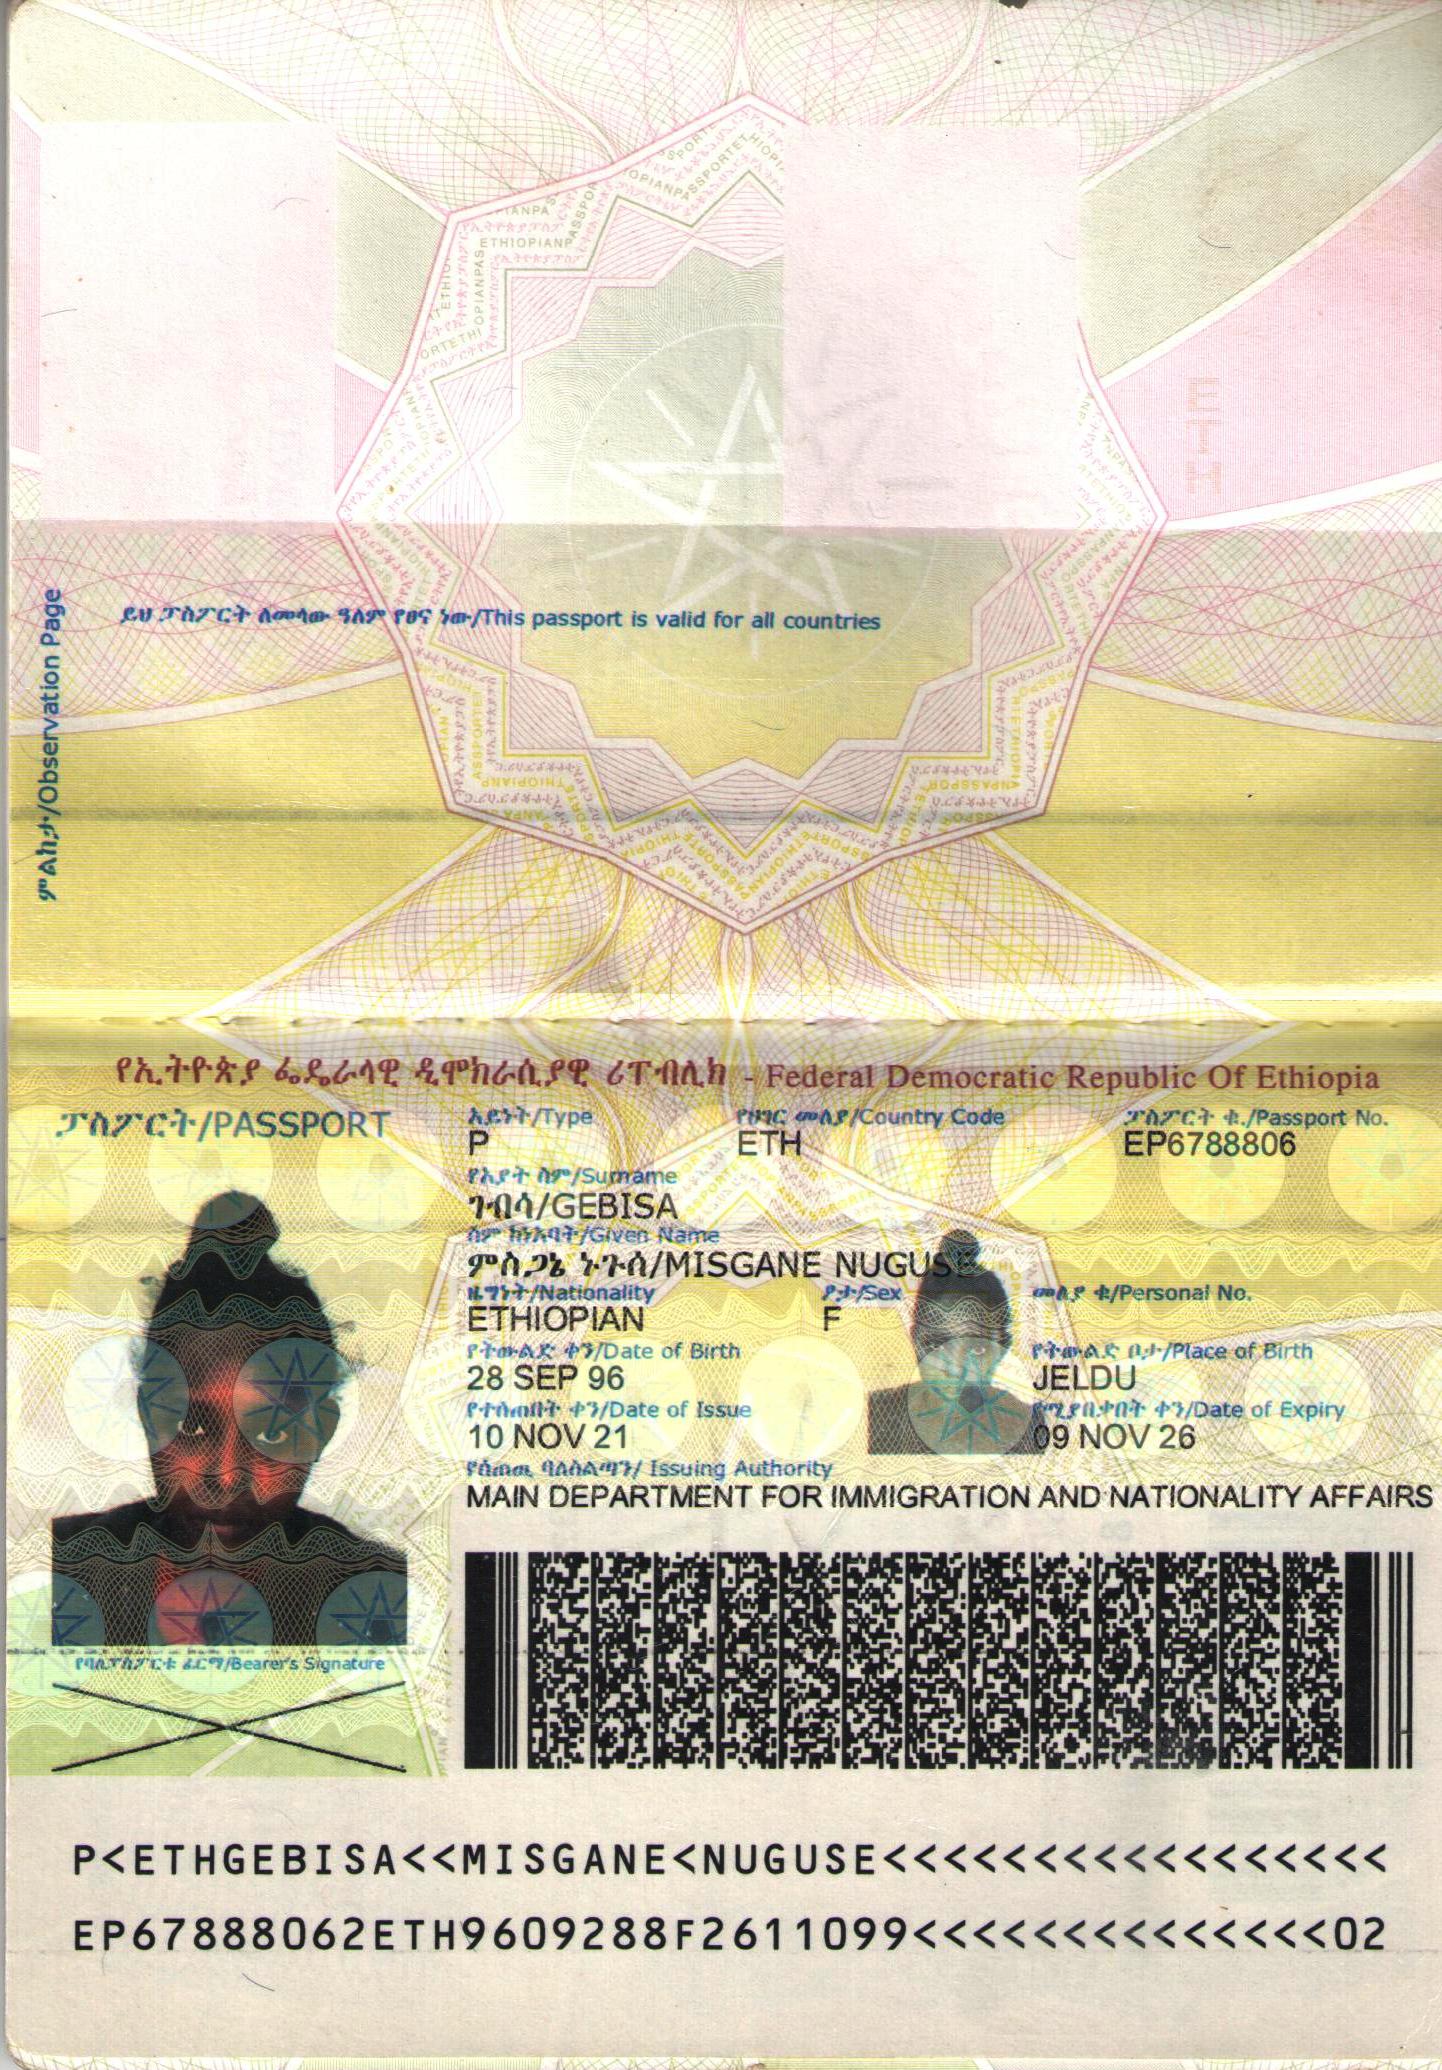 ምልከታ/Observation Page
ይህ ፓስፖርት ለመላው ዓለም የፀና ነው/This passport is valid for all countries
የኢትዮጵያ ፌዴራላዊ ዲሞክራሲያዊ ሪፐብሊክ - Federal Democratic Republic Of Ethiopia
ፓስፖርት/PASSPORT
አይነት/Type
P
የሀገር መለያ/Country Code
ETH
ፓስፖርት ቁ./Passport No.
EP6788806
የአያት ስም/Surname
ገብሳ/GEBISA
ስም ከነአባት/Given Name
ምስጋኔ ኑጉሰ/MISGANE NUGUSE
ዜግነት/Nationality
ETHIOPIAN
ፆታ/Sex
F
መለያ ቁ/Personal No.
የትውልድ ቀን/Date of Birth
28 SEP 96
የትውልድ ቦታ/Place of Birth
JELDU
የተሰጠበት ቀን/Date of Issue
10 NOV 21
የሚያበቃበት ቀን/Date of Expiry
09 NOV 26
የሰጠዉ ባለስልጣን/ Issuing Authority
MAIN DEPARTMENT FOR IMMIGRATION AND NATIONALITY AFFAIRS
የባለፓስፖርቱ ፊርማ/Bearer's Signature
P<ETHGEBISA<<MISGANE<NUGUSE<<<<<<<<<<<<<<<<<
EP67888062ETH9609288F2611099<<<<<<<<<<<<<<02